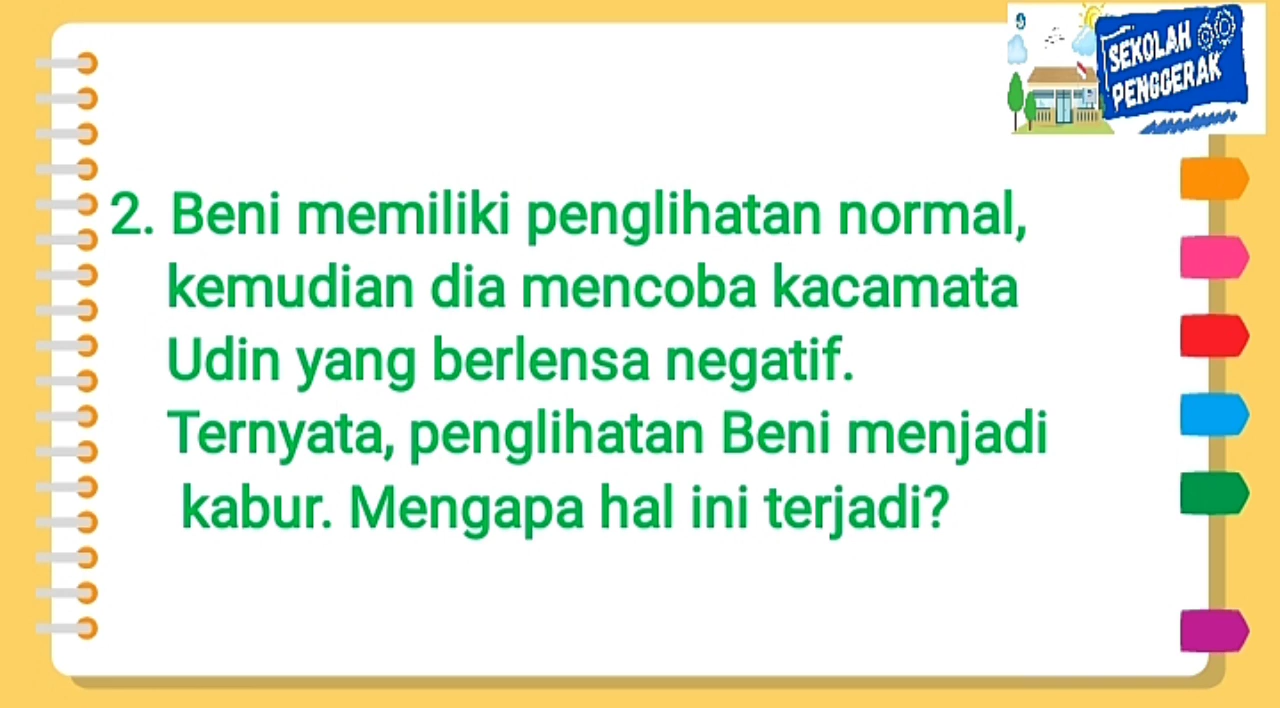 SEKOLAH
PENGGERAK
2. Beni memiliki penglihatan normal,
kemudian dia mencoba kacamata
Udin yang berlensa negatif.
Ternyata, penglihatan Beni menjadi
kabur. Mengapa hal ini terjadi?